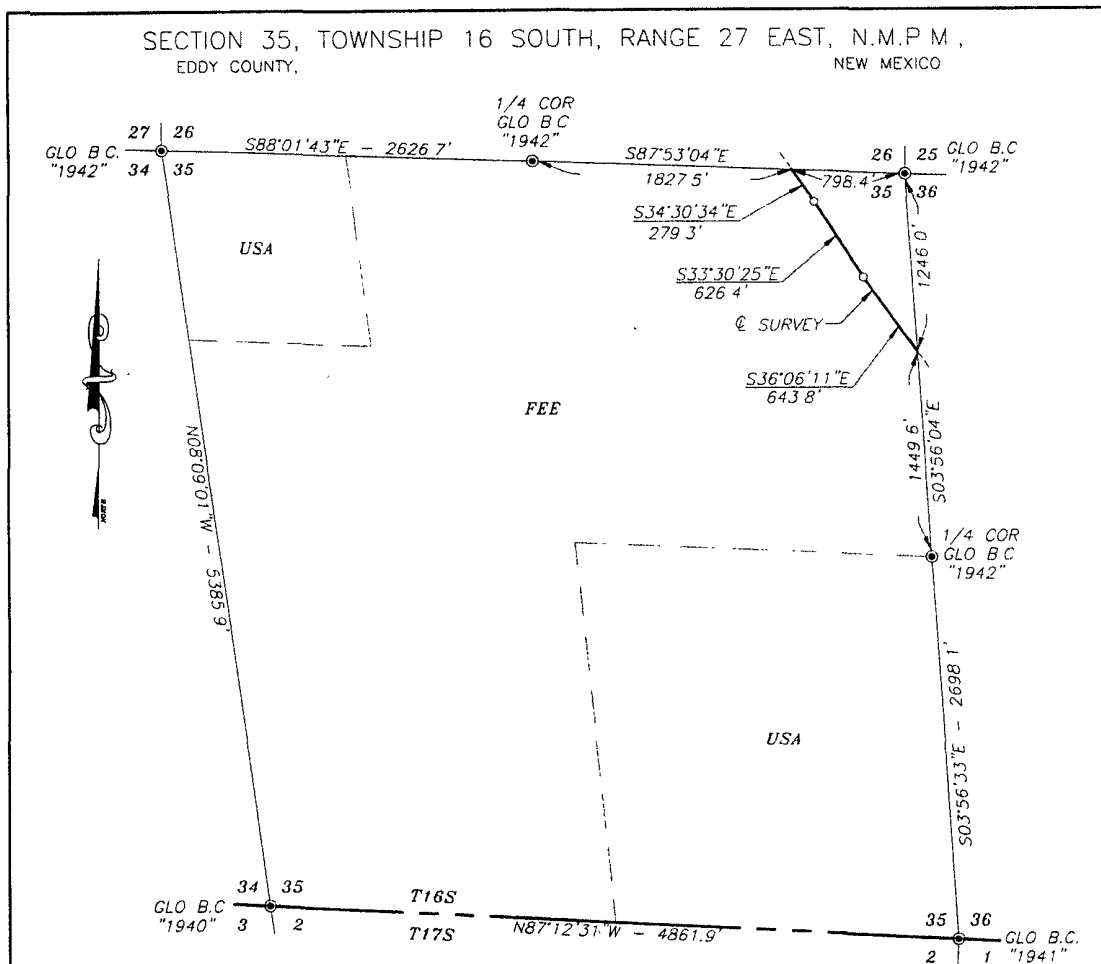 SECTION 35, TOWNSHIP 16 SOUTH, RANGE 27 EAST, N.M.P M ,
EDDY COUNTY,
NEW MEXICO
1/4 COR
GLO B C
"1942"
27 26
GLO B.C.
"1942"
34 35
S88°01'43"E - 2626 7'
S87°53'04"E
1827 5'
798.4'
26 25
GLO B.C
"1942"
35 36
S34°30'34"E
279 3'
USA
1246 0'
S33°30'25"E
626 4'
℄ SURVEY
S36°06'11"E
643 8'
FEE
N08°09'01"W - 5385 9'
1449 6'
S03°56'04"E
1/4 COR
GLO B C
"1942"
USA
S03°56'33"E - 2698 1'
34 35
GLO B.C
"1940"
3 2
T16S
T17S
N87°12'31"W - 4861.9'
35 36
GLO B.C.
"1941"
2 1